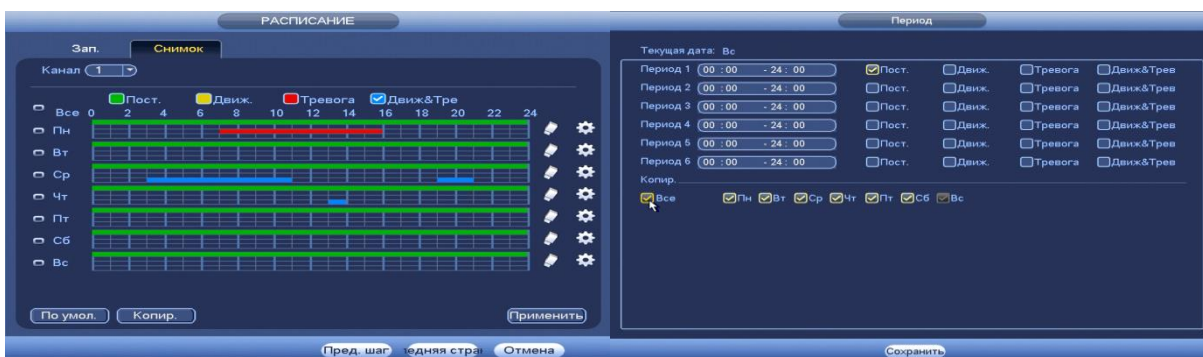 РАСПИСАНИЕ
Зап. Снимок
Канал 1
Пост. Движ. Тревога Движ&Тре
Все 0 2 4 6 8 10 12 14 16 18 20 22 24
Пн
Вт
Ср
Чт
Пт
Сб
Вс
По умол. Копир. Применить
Пред. шаг едняя стра Отмена
Период
Текущая дата: Вс
Период 1 00 :00 - 24 : 00 Пост. Движ. Тревога Движ&Трев
Период 2 00 :00 - 24 : 00 Пост. Движ. Тревога Движ&Трев
Период 3 00 :00 - 24 : 00 Пост. Движ. Тревога Движ&Трев
Период 4 00 :00 - 24 : 00 Пост. Движ. Тревога Движ&Трев
Период 5 00 :00 - 24 : 00 Пост. Движ. Тревога Движ&Трев
Период 6 00 :00 - 24 : 00 Пост. Движ. Тревога Движ&Трев
Копир.
Все Пн Вт Ср Чт Пт Сб Вс
Сохранить